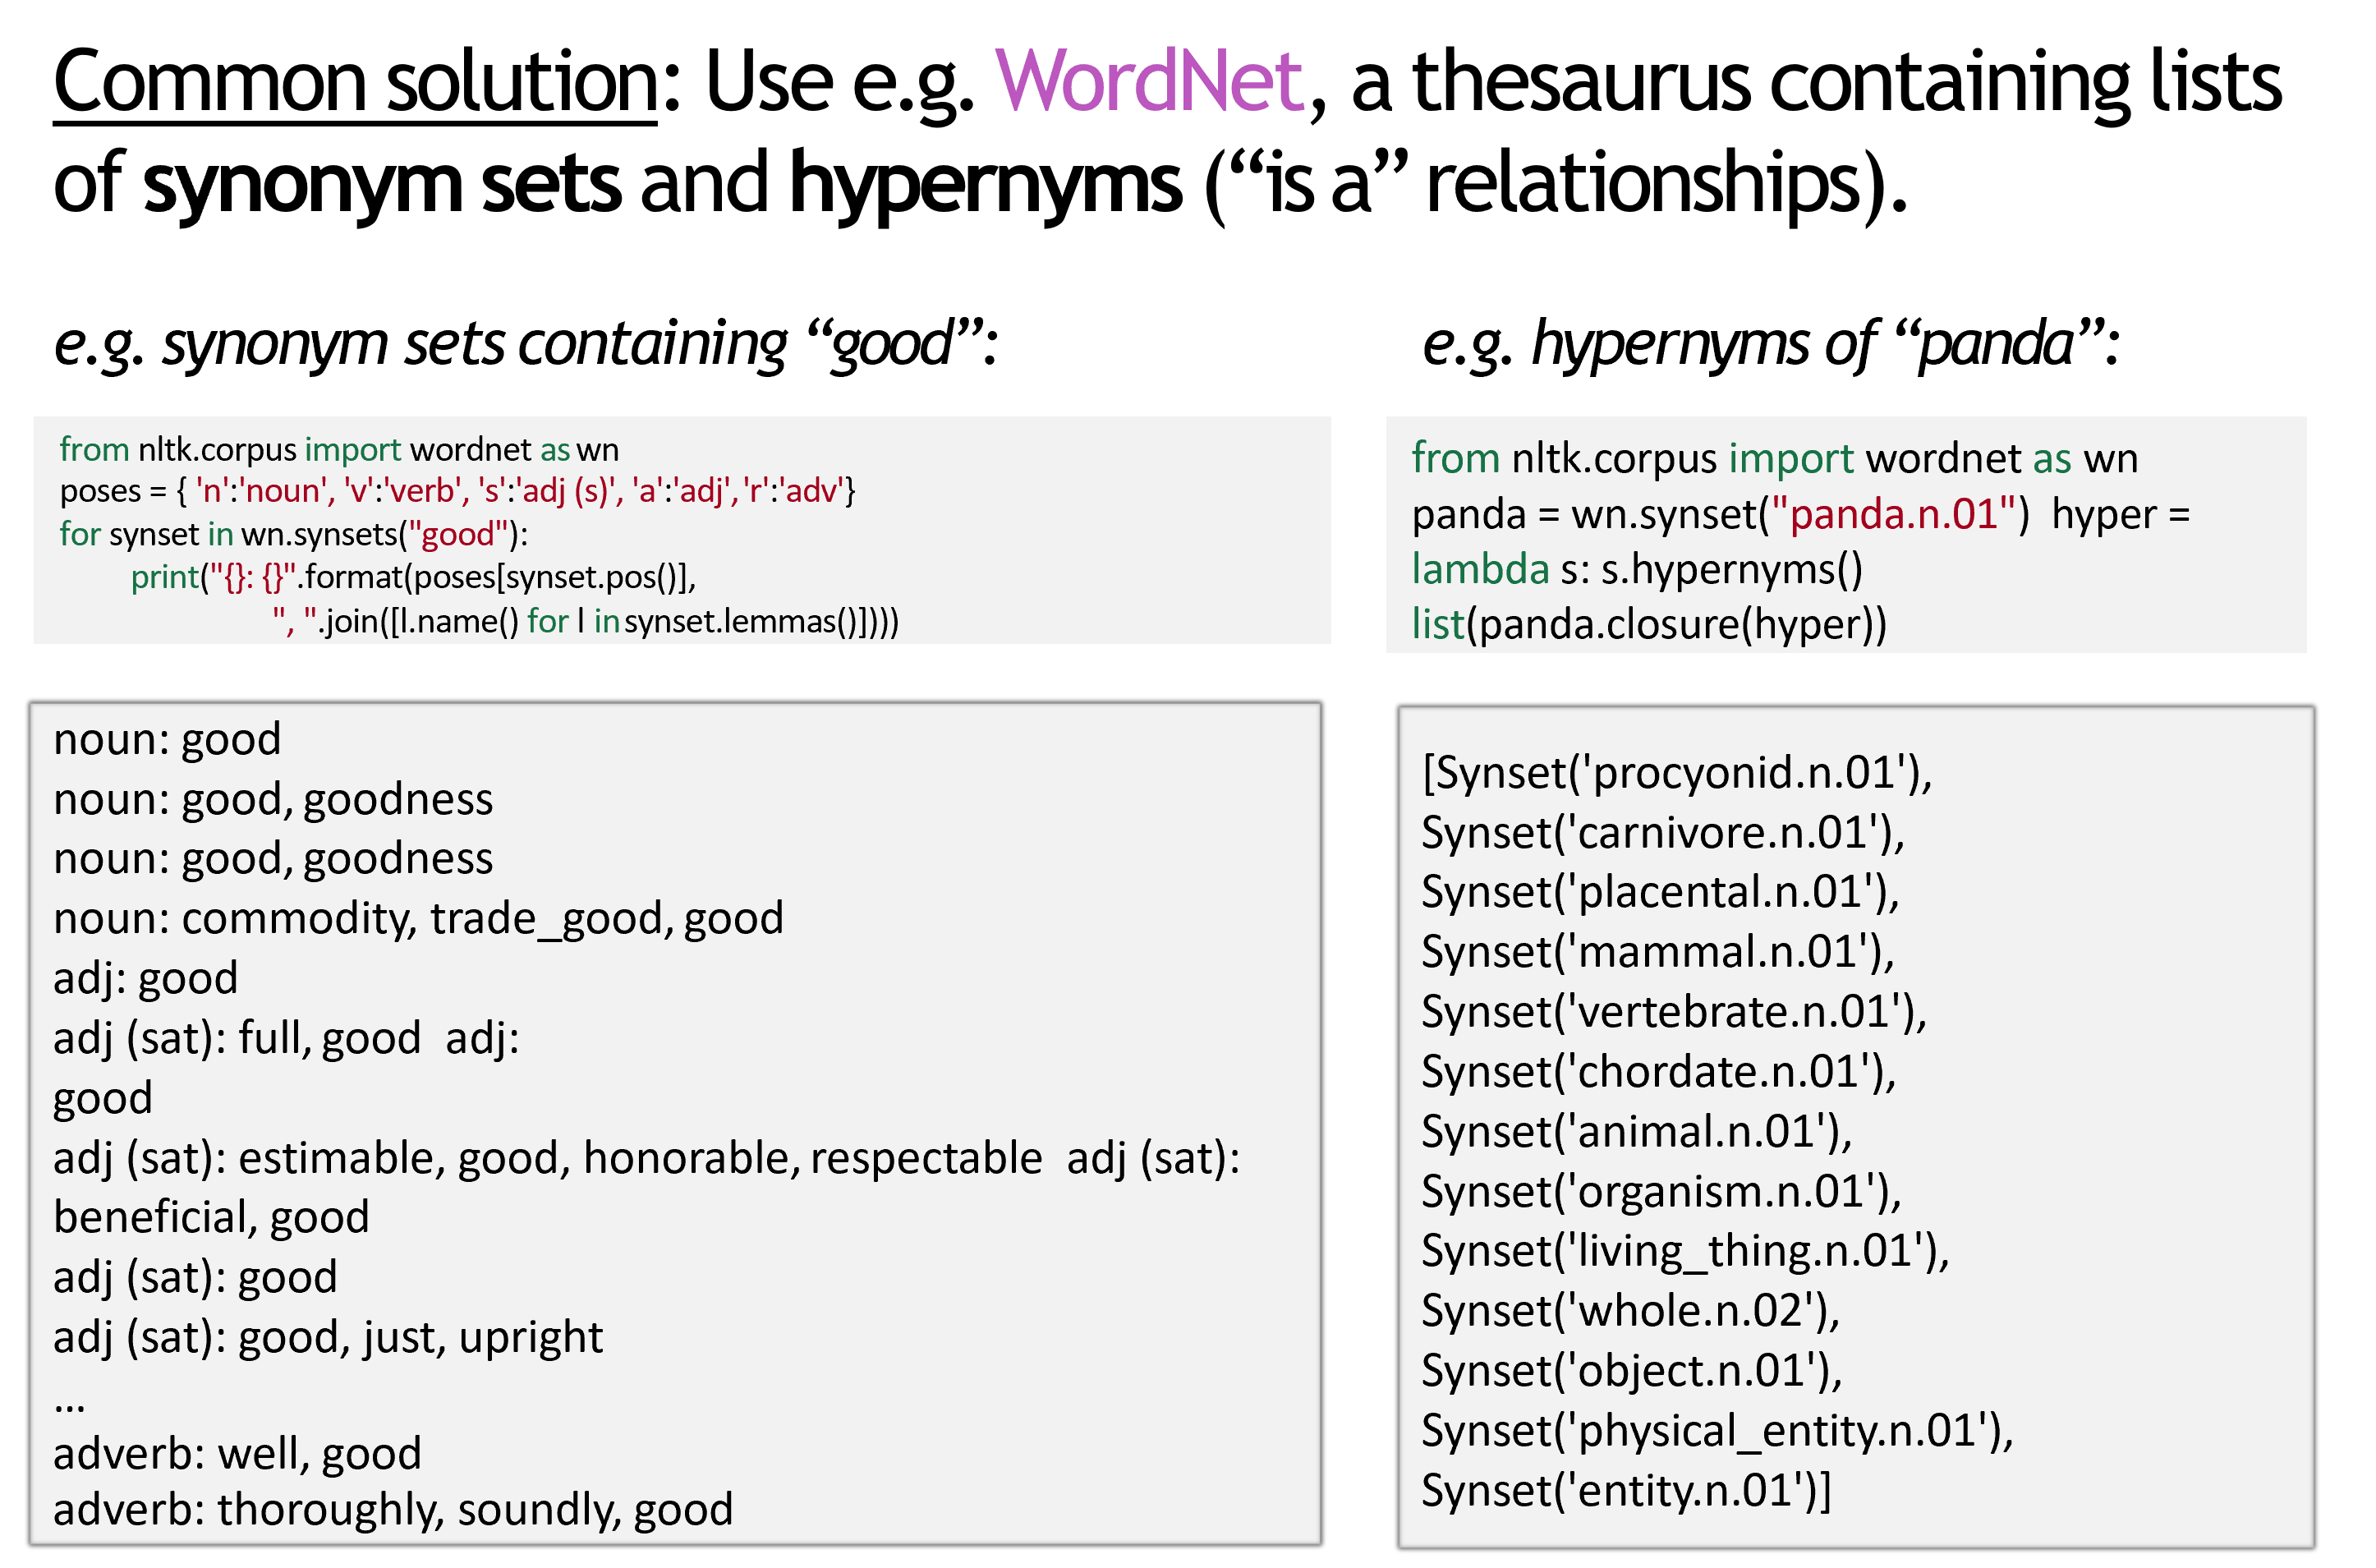 Common solution: Use e.g. WordNet, a thesaurus containing lists
of synonym sets and hypernyms (“is a” relationships).
e.g. synonym sets containing “good”:
from nltk.corpus import wordnet as wn
poses = { 'n':'noun', 'v':'verb', 's':'adj (s)', 'a':'adj', 'r':'adv'}
for synset in wn.synsets("good"):
print("{}: {}".format(poses[synset.pos()],
", ".join([l.name() for l in synset.lemmas()])))
noun: good
noun: good, goodness
noun: good, goodness
noun: commodity, trade_good, good
adj: good
adj (sat): full, good adj:
good
adj (sat): estimable, good, honorable, respectable adj (sat):
beneficial, good
adj (sat): good
adj (sat): good, just, upright
…
adverb: well, good
adverb: thoroughly, soundly, good
e.g. hypernyms of “panda”:
from nltk.corpus import wordnet as wn
panda = wn.synset("panda.n.01") hyper =
lambda s: s.hypernyms()
list(panda.closure(hyper))
[Synset('procyonid.n.01'),
Synset('carnivore.n.01'),
Synset('placental.n.01'),
Synset('mammal.n.01'),
Synset('vertebrate.n.01'),
Synset('chordate.n.01'),
Synset('animal.n.01'),
Synset('organism.n.01'),
Synset('living_thing.n.01'),
Synset('whole.n.02'),
Synset('object.n.01'),
Synset('physical_entity.n.01'),
Synset('entity.n.01')]